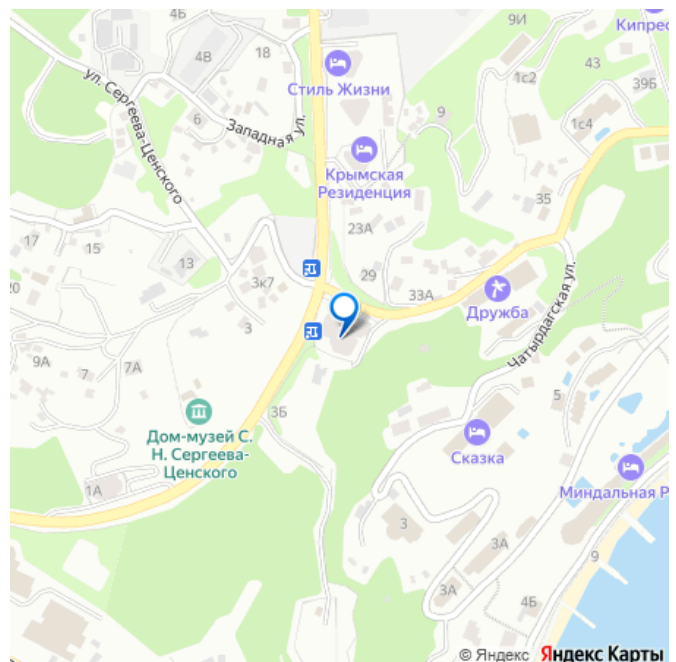 9И
Кипрес
4В
18
Стиль Жизни
1с2
43
39Б
ул. Сергеева-Ценского
Западная ул.
6
9
1с4
Крымская
Резиденция
35
23А
17
15
13
29
20
3к7
33А
Дружба
3
Чатырдагская ул.
9А
7
7А
3Б
5
Дом-музей С.
Н. Сергеева-
Ценского
Сказка
1А
Миндальная Р
3
3А
9
3А
4Б
© Яндекс Яндекс Карты